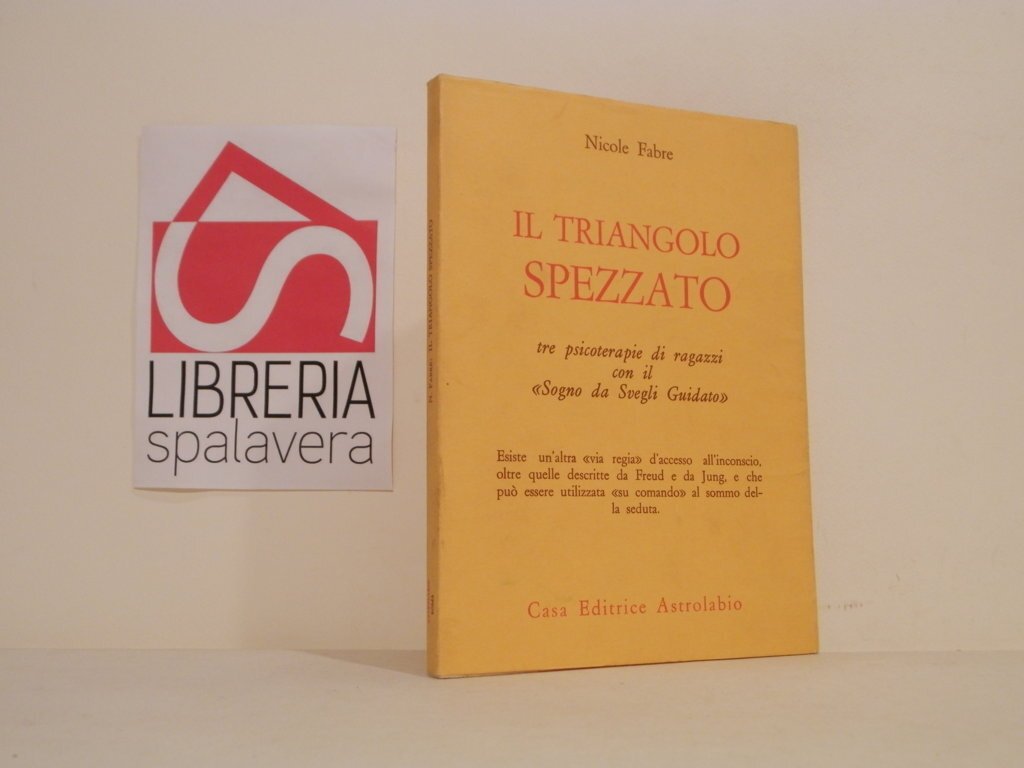 LIBRERIA
spalavera
N. FABRE: IL TRIANGOLO SPEZZATO
Nicole Fabre
IL TRIANGOLO
SPEZZATO
tre psicoterapie di ragazzi
con il
«Sogno da Svegli Guidato»
Esiste un'altra «via regia» d'accesso all'inconscio,
oltre quelle descritte da Freud e da Jung, e che
può essere utilizzata «su comando» al sommo del-
la seduta.
Casa Editrice Astrolabio